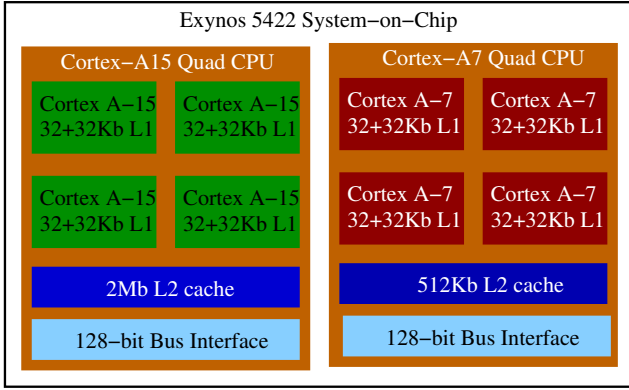 Exynos 5422 System−on−Chip
Cortex−A15 Quad CPU
Cortex A−15
32+32Kb L1
Cortex A−15
32+32Kb L1
Cortex A−15
32+32Kb L1
Cortex A−15
32+32Kb L1
2Mb L2 cache
128−bit Bus Interface
Cortex−A7 Quad CPU
Cortex A−7
32+32Kb L1
Cortex A−7
32+32Kb L1
Cortex A−7
32+32Kb L1
Cortex A−7
32+32Kb L1
512Kb L2 cache
128−bit Bus Interface